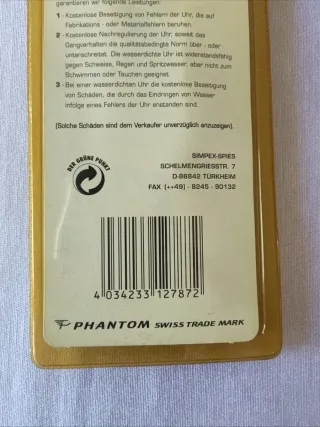 garantieren wir folgende Leistungen:
1 - Kostenlose Beseitigung von Fehlern der Uhr, die auf
Fabrikations - oder Materialfehlern beruhen.
2 - Kostenlose Nachregulierung der Uhr, soweit das
Gangverhalten die qualitätsbedingte Norm über - oder
unterschreitet. Die wasserdichte Uhr ist widerstandsfähig
gegen Schweiss, Regen und Spritzwasser, aber nicht zum
Schwimmen oder Tauchen geeignet.
3 - Bei einer wasserdichten Uhr die kostenlose Beseitigung
von Schäden, die durch das Eindringen von Wasser
infolge eines Fehlers der Uhr enstanden sind.
(Solche Schäden sind dem Verkaufer unverzüglich anzuzeigen).
DER GRÜNE PUNKT
SIMPEX-SPIES
SCHELMENGRIESSTR. 7
D-86842 TÜRKHEIM
FAX (++49) - 8245 - 90132
4 034233 127872
PHANTOM SWISS TRADE MARK